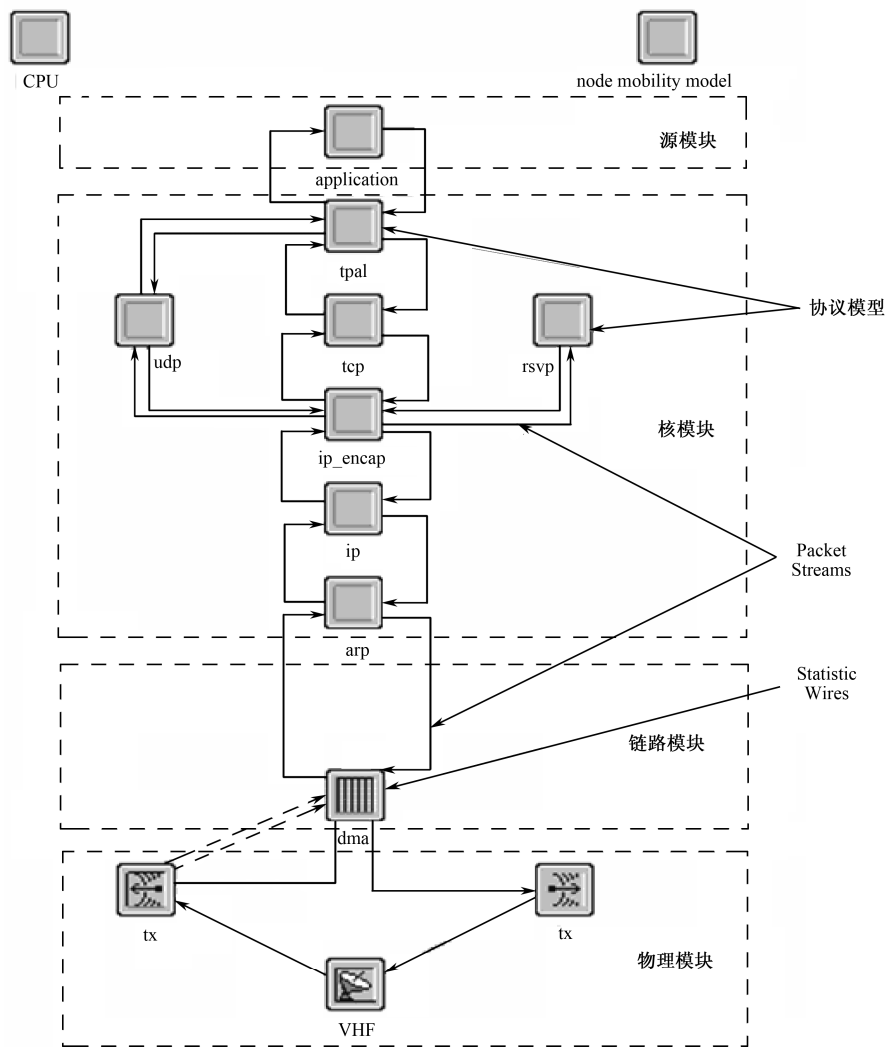 CPU
node mobility model
源模块
application
tpal
协议模型
udp
tcp
rsvp
核模块
ip_encap
ip
Packet
Streams
arp
Statistic
Wires
链路模块
dma
tx
tx
物理模块
VHF